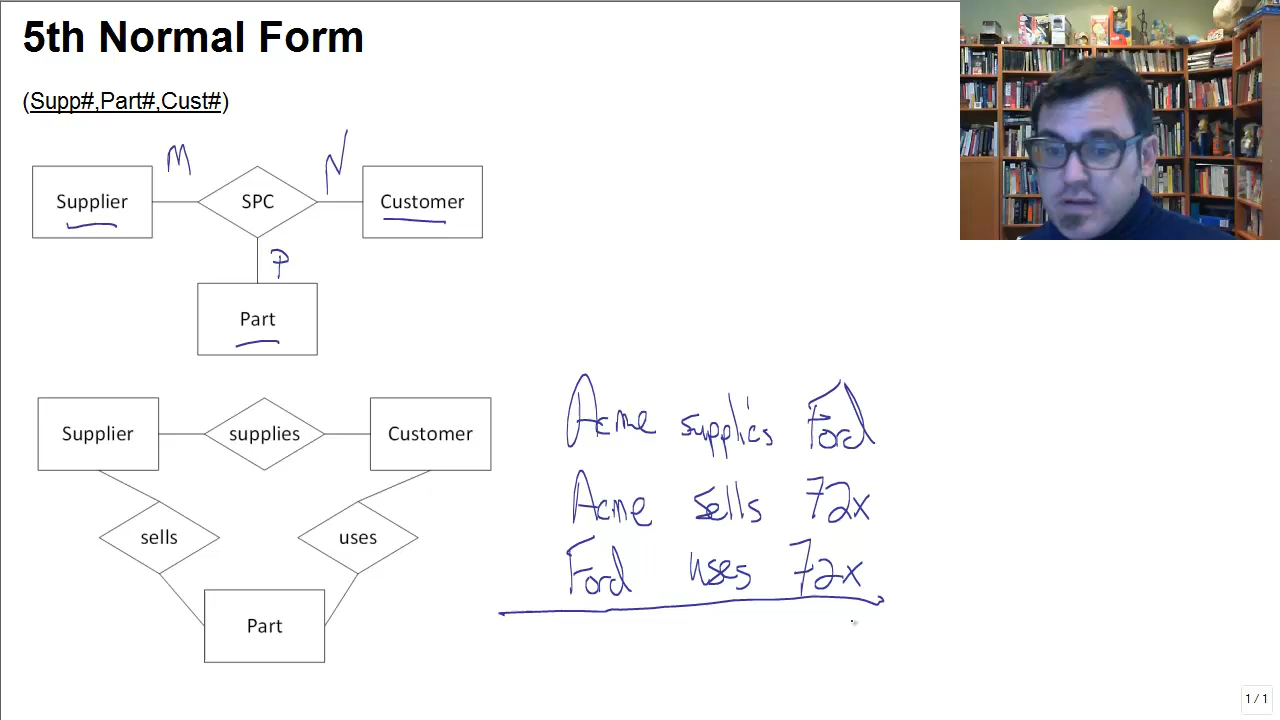 5th Normal Form
(Supp#,Part#,Cust#)
M
N
Supplier
SPC
Customer
P
Part
Supplier
supplies
Customer
sells
uses
Part
Acme supplies Ford
Acme sells 72x
Ford uses 72x
1 / 1